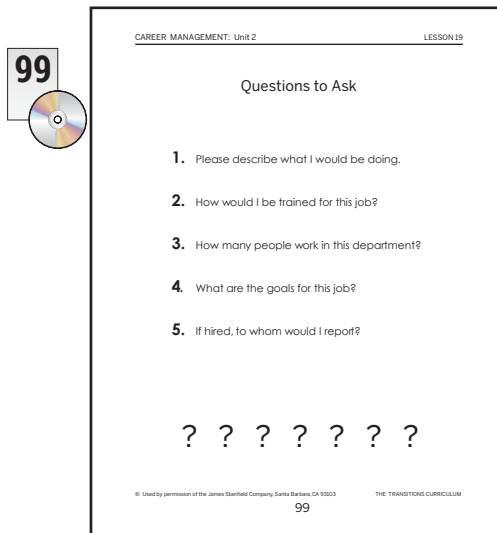 99
CAREER MANAGEMENT: Unit 2 LESSON 19
Questions to Ask
1. Please describe what I would be doing.
2. How would I be trained for this job?
3. How many people work in this department?
4. What are the goals for this job?
5. If hired, to whom would I report?
? ? ? ? ? ? ?
© Used by permission of the James Stanfield Company, Santa Barbara, CA 93103 THE TRANSITIONS CURRICULUM
99